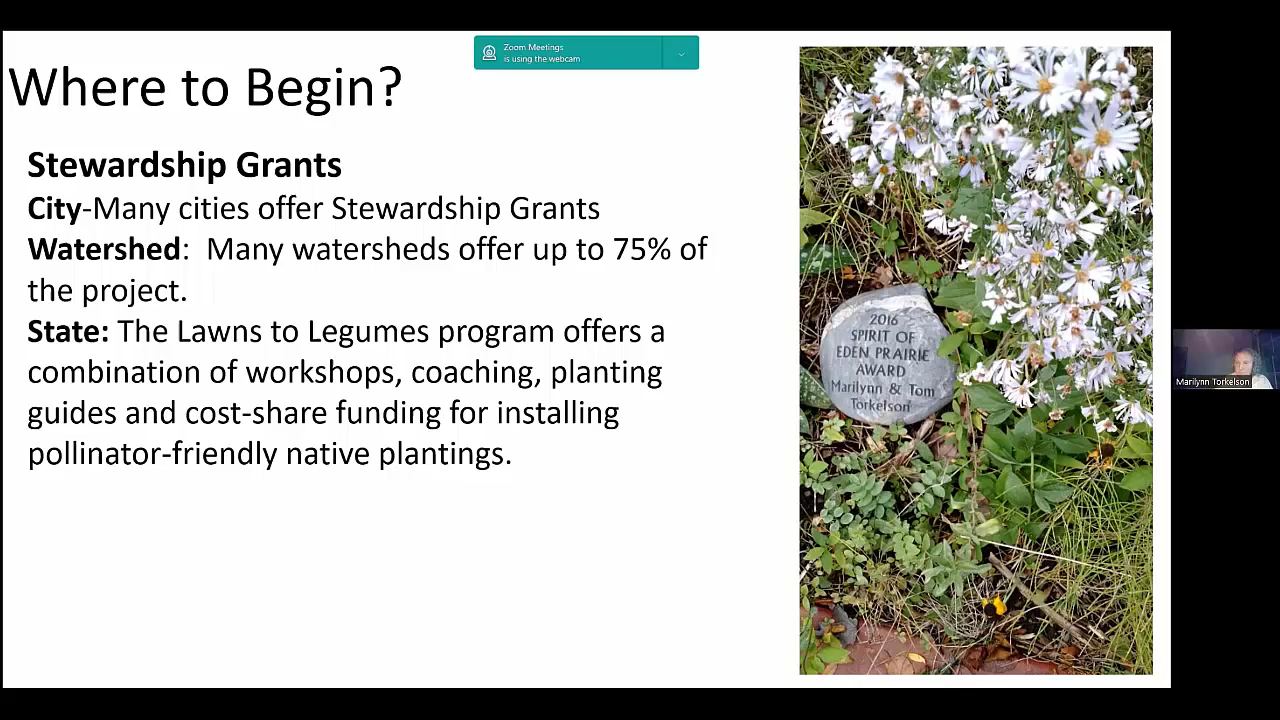 Zoom Meetings
is using the webcam
Where to Begin?
Stewardship Grants
City-Many cities offer Stewardship Grants
Watershed:  Many watersheds offer up to 75% of
the project.
State: The Lawns to Legumes program offers a
combination of workshops, coaching, planting
guides and cost-share funding for installing
pollinator-friendly native plantings.
2016
SPIRIT OF
EDEN PRAIRIE
AWARD
Marilynn & Tom
Torkelson
Marilynn Torkelson